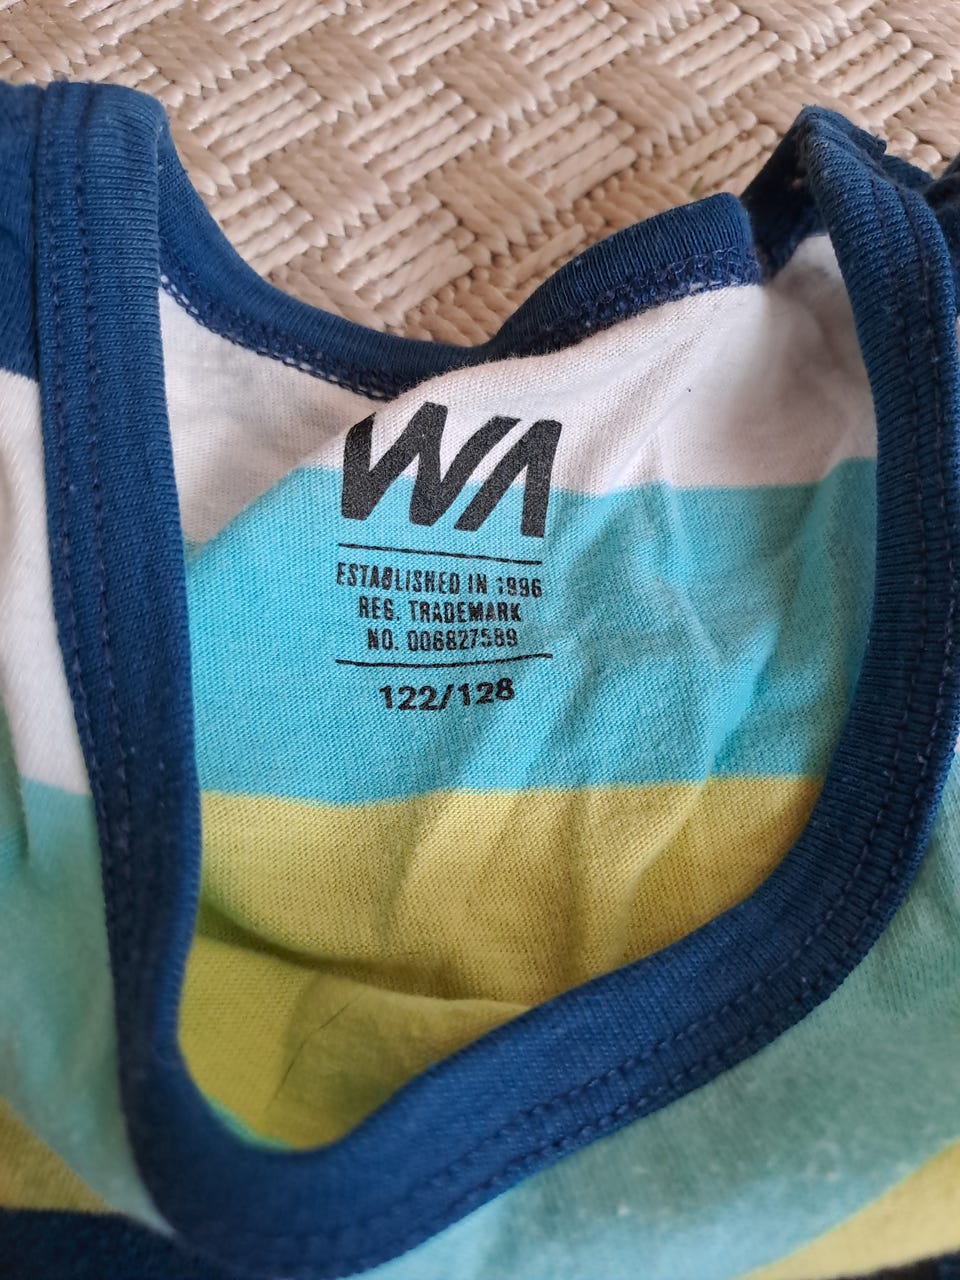 WA
ESTABLISHED IN 1996
REG. TRADEMARK
NO. 006827589
122/128